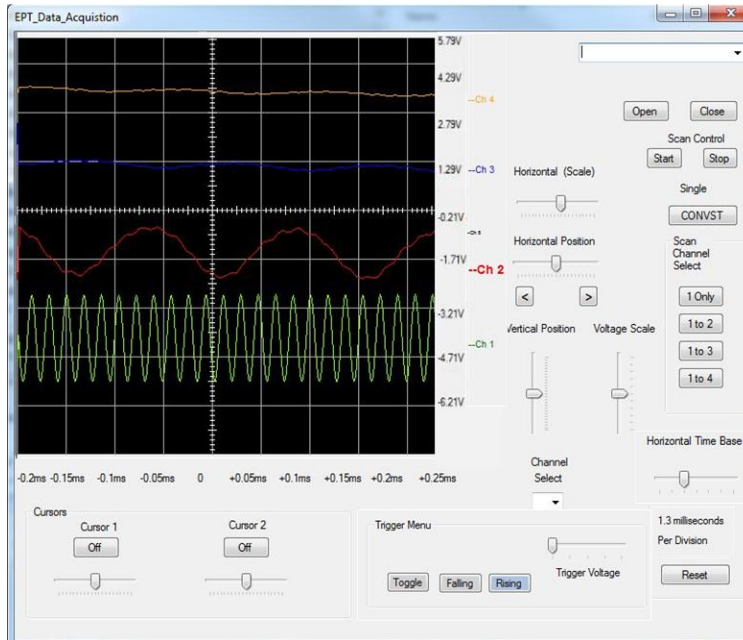 EPT_Data_Acquistion
5.79V
4.29V
--Ch 4
2.79V
1.29V
--Ch 3
-0.21V
-1.71V
--Ch 2
-3.21V
--Ch 1
-4.71V
-6.21V
-0.2ms -0.15ms -0.1ms -0.05ms 0 +0.05ms +0.1ms +0.15ms +0.2ms +0.25ms
Open Close
Scan Control
Start Stop
Single
CONVST
Horizontal (Scale)
Horizontal Position
< >
Scan
Channel
Select
1 Only
1 to 2
1 to 3
1 to 4
Vertical Position Voltage Scale
Channel
Select
Horizontal Time Base
1.3 milliseconds
Per Division
Reset
Cursors
Cursor 1
Off
Cursor 2
Off
Trigger Menu
Toggle Falling Rising
Trigger Voltage